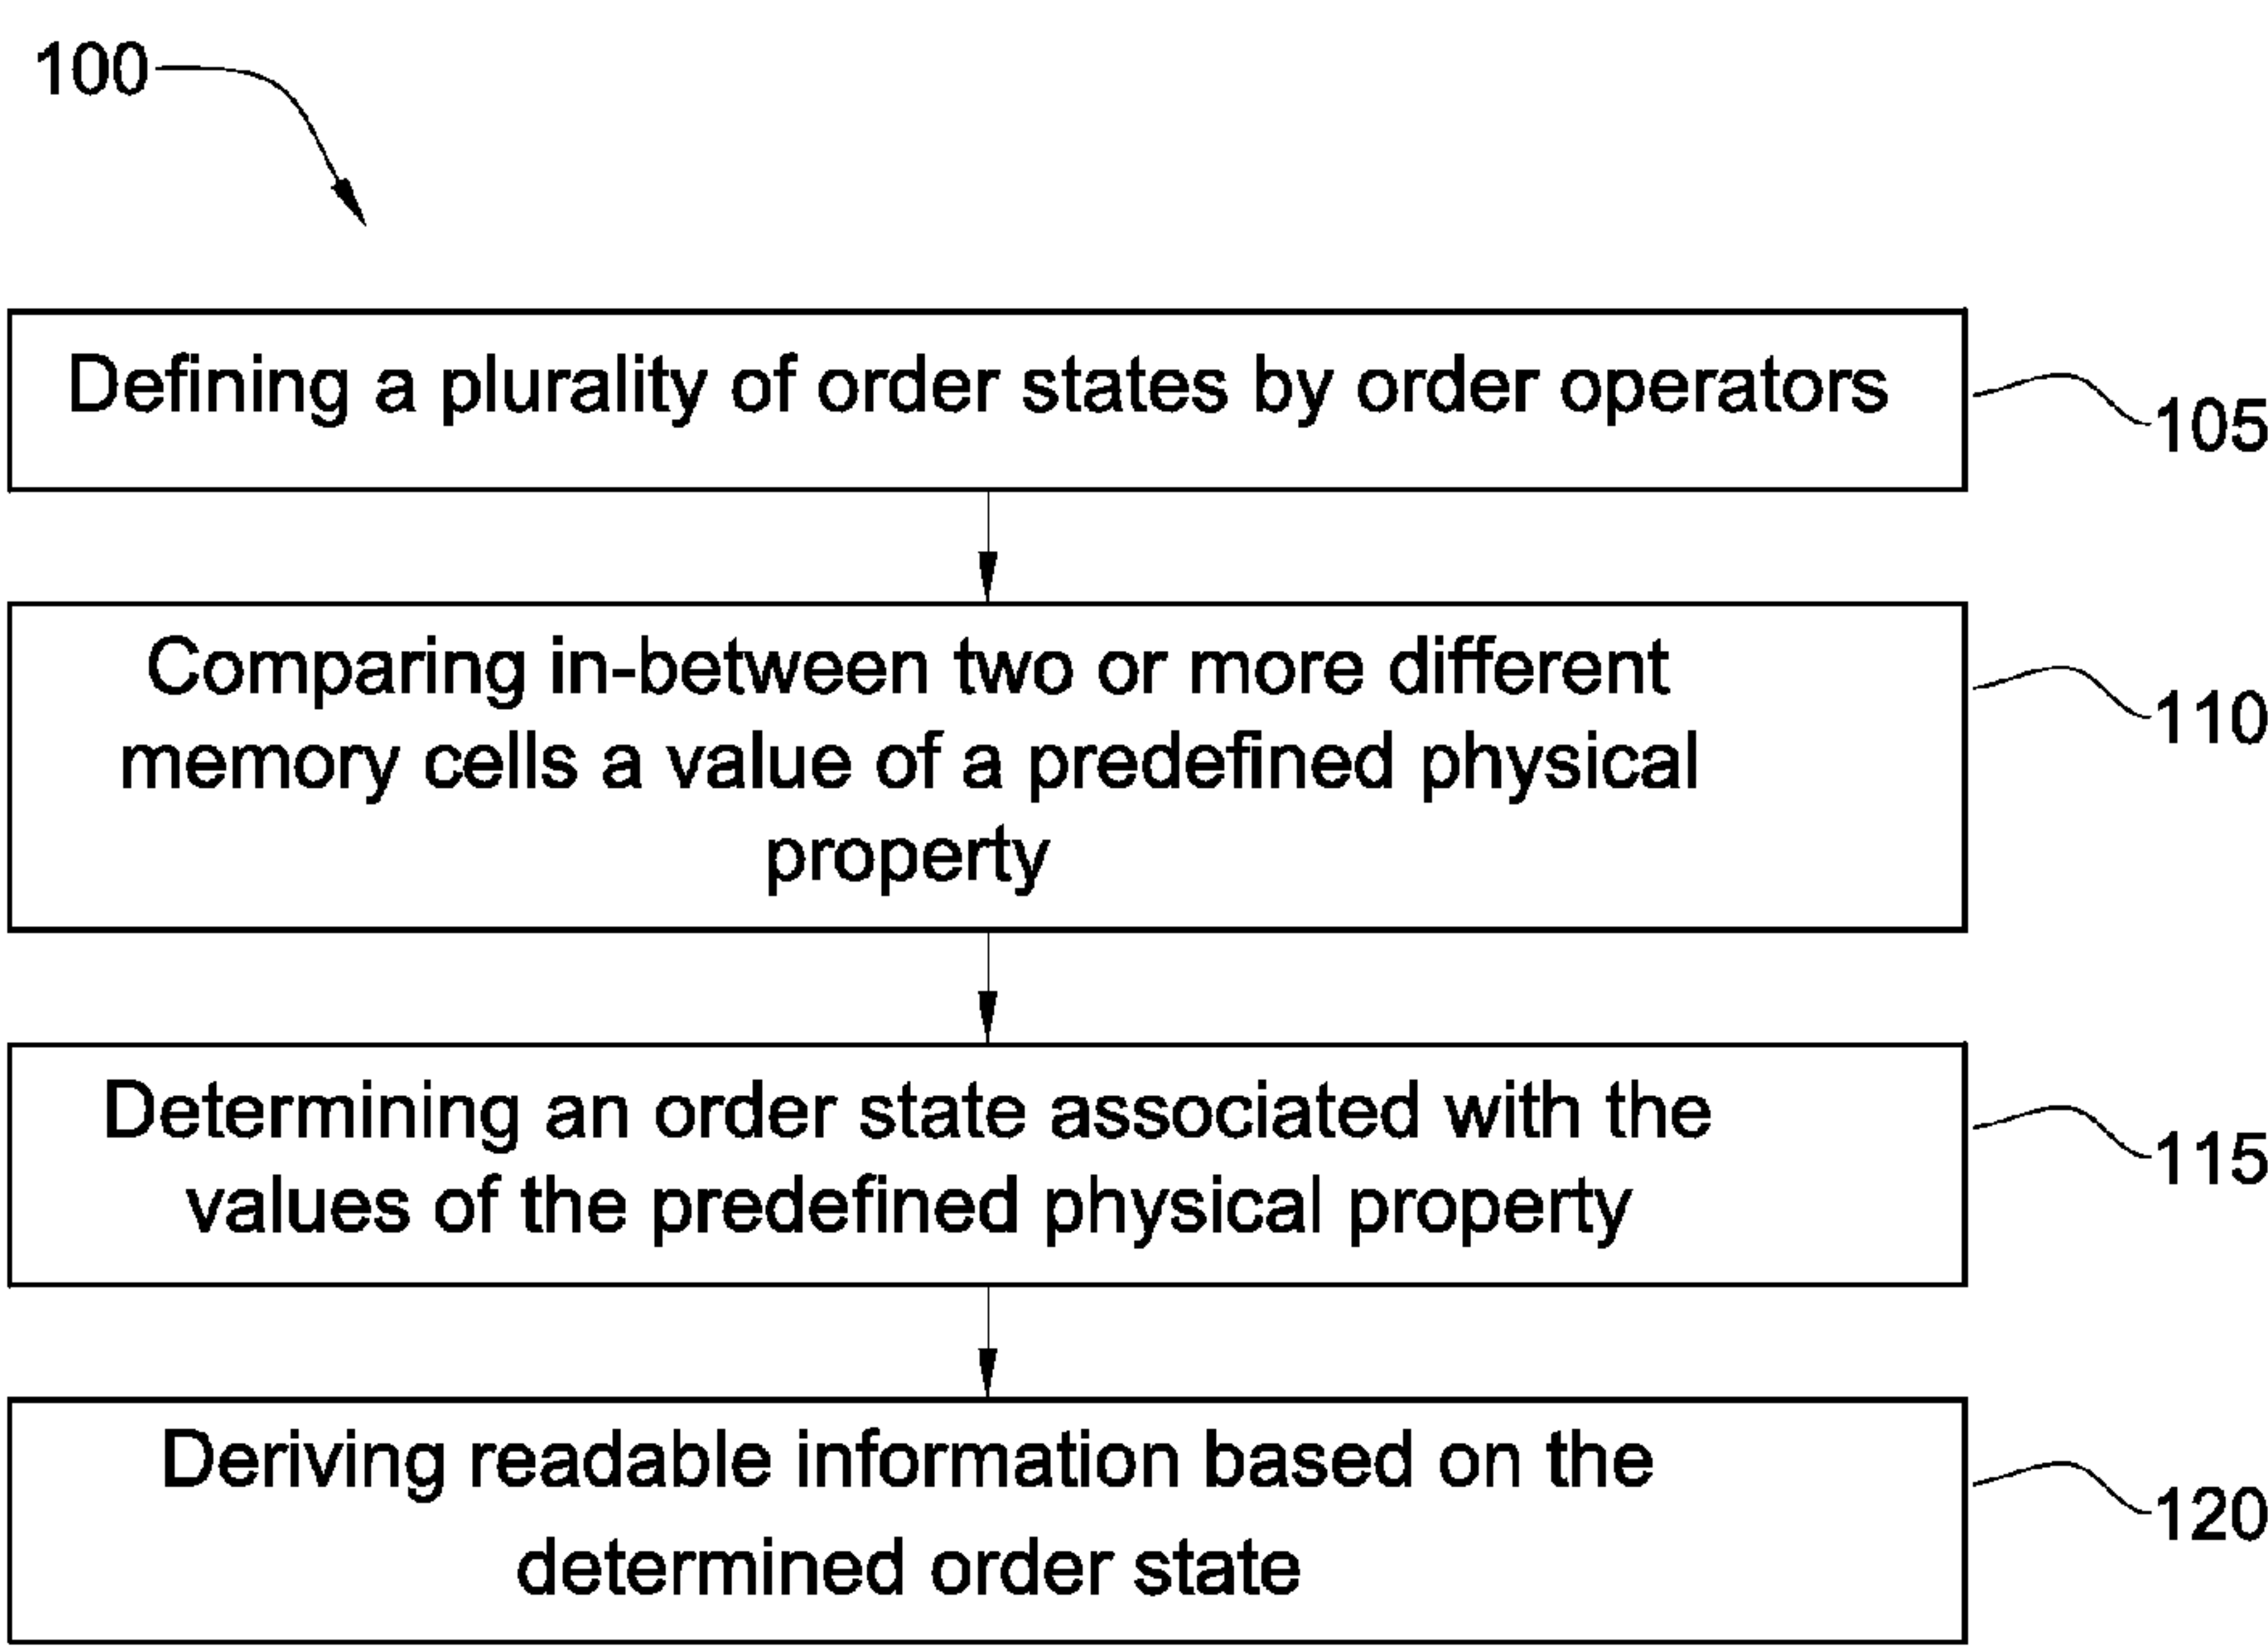 100
Defining a plurality of order states by order operators
105
Comparing in-between two or more different
memory cells a value of a predefined physical
property
110
Determining an order state associated with the
values of the predefined physical property
115
Deriving readable information based on the
determined order state
120